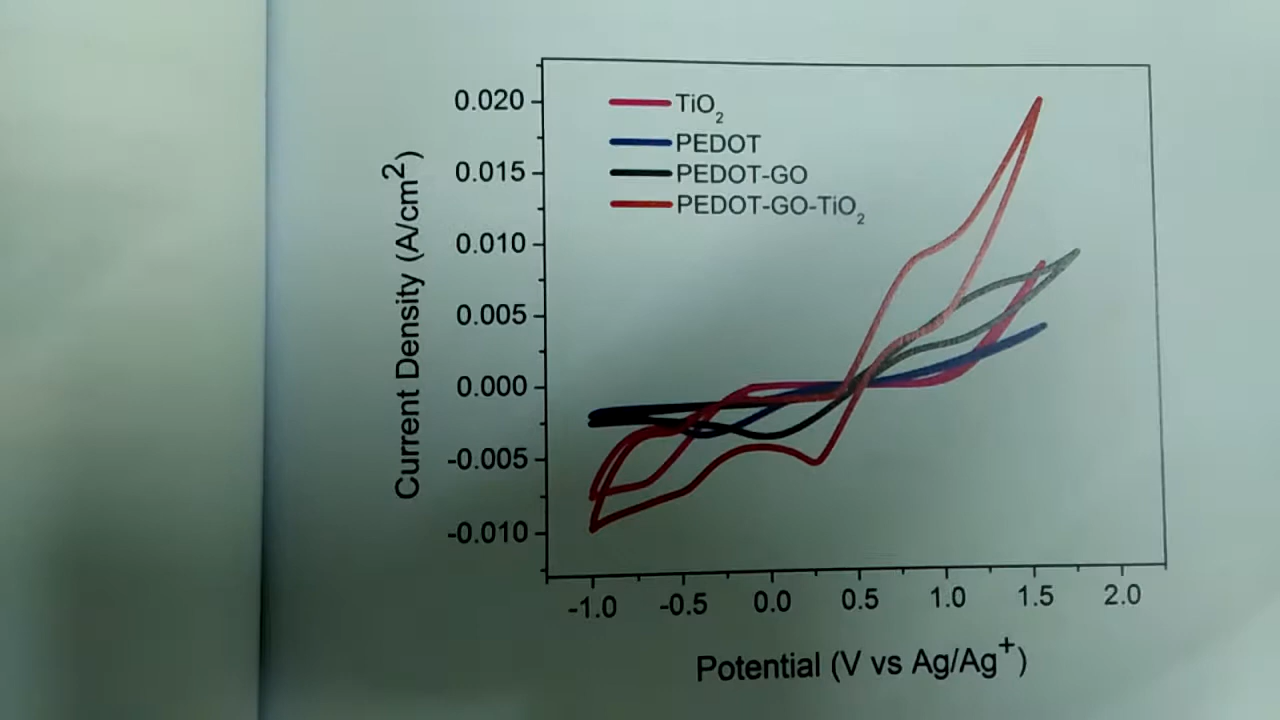 TiO2
PEDOT
PEDOT-GO
PEDOT-GO-TiO2
0.020
0.015
0.010
0.005
0.000
-0.005
-0.010
Current Density (A/cm2)
-1.0 -0.5 0.0 0.5 1.0 1.5 2.0
Potential (V vs Ag/Ag+)